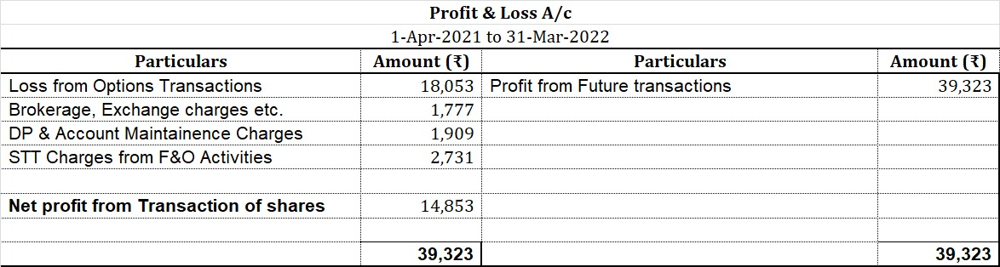 Profit & Loss A/c
1-Apr-2021 to 31-Mar-2022
Particulars Amount (₹) Particulars Amount (₹)
Loss from Options Transactions 18,053 Profit from Future transactions 39,323
Brokerage, Exchange charges etc. 1,777
DP & Account Maintainence Charges 1,909
STT Charges from F&O Activities 2,731
Net profit from Transaction of shares 14,853
39,323 39,323